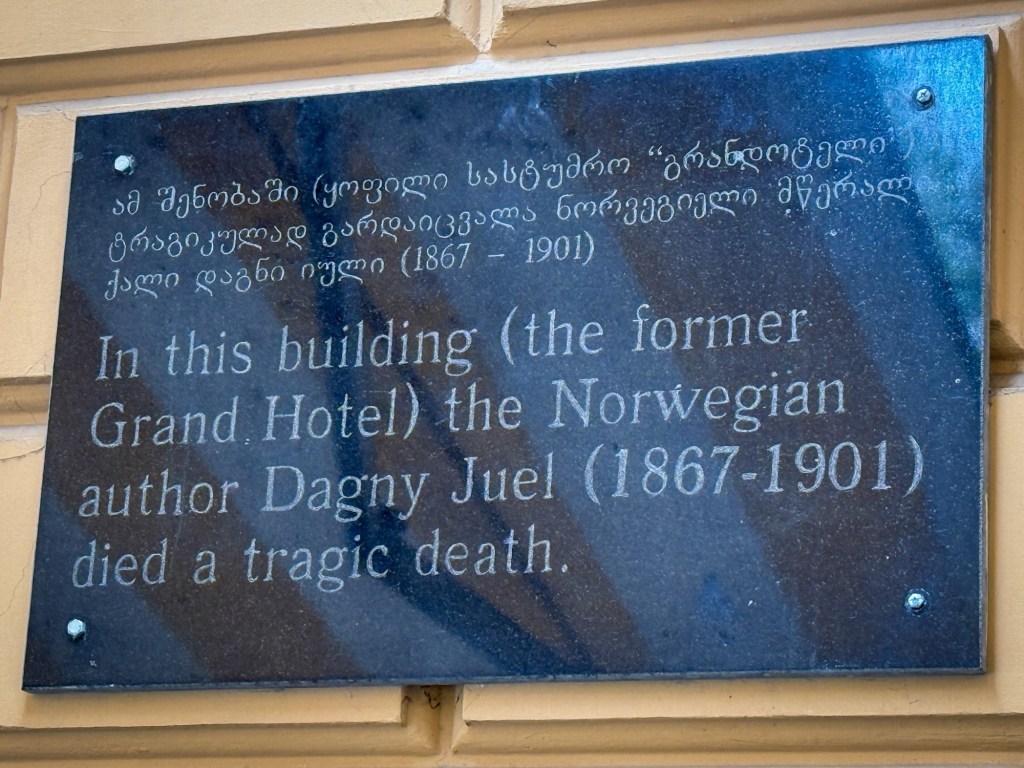 ამ შენობაში (ყოფილი სასტუმრო “გრანდოტელი”)
ტრაგიკულად გარდაიცვალა ნორვეგიელი მწერალი
ქალი დაგნი იული (1867 – 1901)
In this building (the former
Grand Hotel) the Norwegian
author Dagny Juel (1867-1901)
died a tragic death.